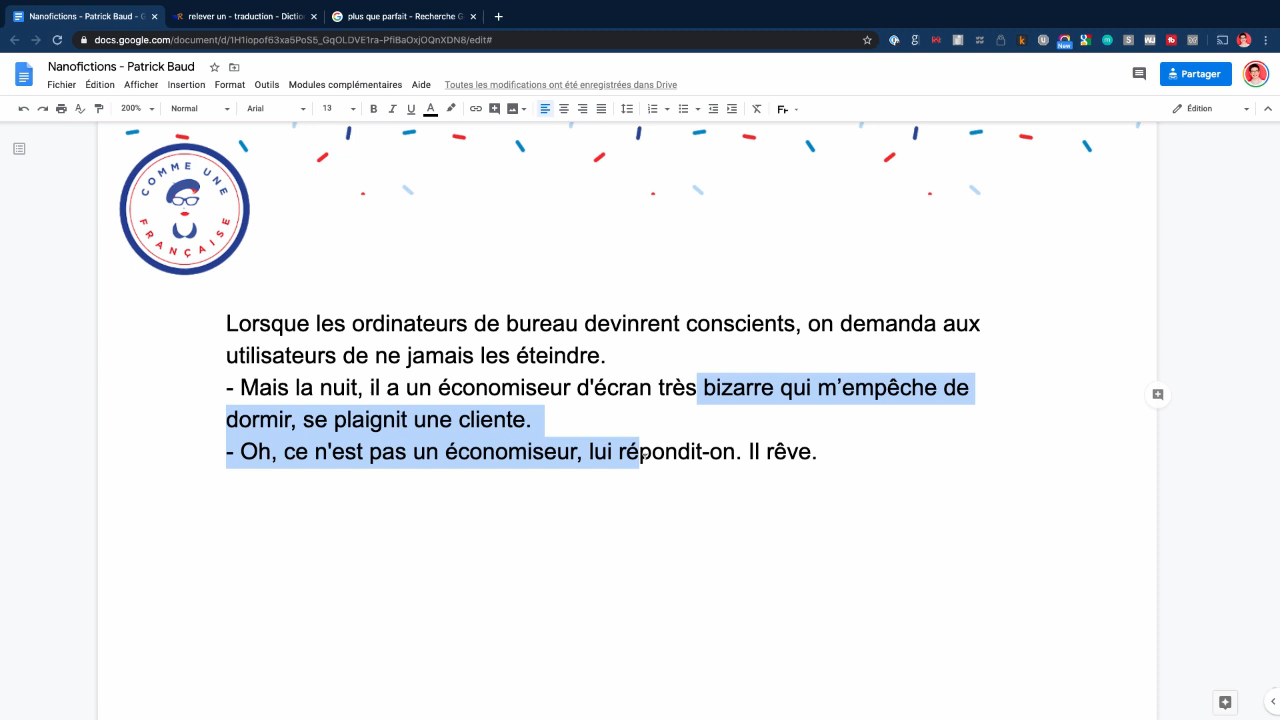 Nanofictions - Patrick Baud - G
relever un - traduction - Dictio
plus que parfait - Recherche G
docs.google.com/document/d/1H1iopof63xa5PoS5_GqOLDVE1ra-PfiBaOxjOQnXDN8/edit#
New
Nanofictions - Patrick Baud
Partager
Fichier Édition Afficher Insertion Format Outils Modules complémentaires Aide Toutes les modifications ont été enregistrées dans Drive
200% Normal Arial 13 B I U A Édition
COMME UNE FRANÇAISE
Lorsque les ordinateurs de bureau devinrent conscients, on demanda aux
utilisateurs de ne jamais les éteindre.
- Mais la nuit, il a un économiseur d'écran très bizarre qui m’empêche de
dormir, se plaignit une cliente.
- Oh, ce n'est pas un économiseur, lui répondit-on. Il rêve.